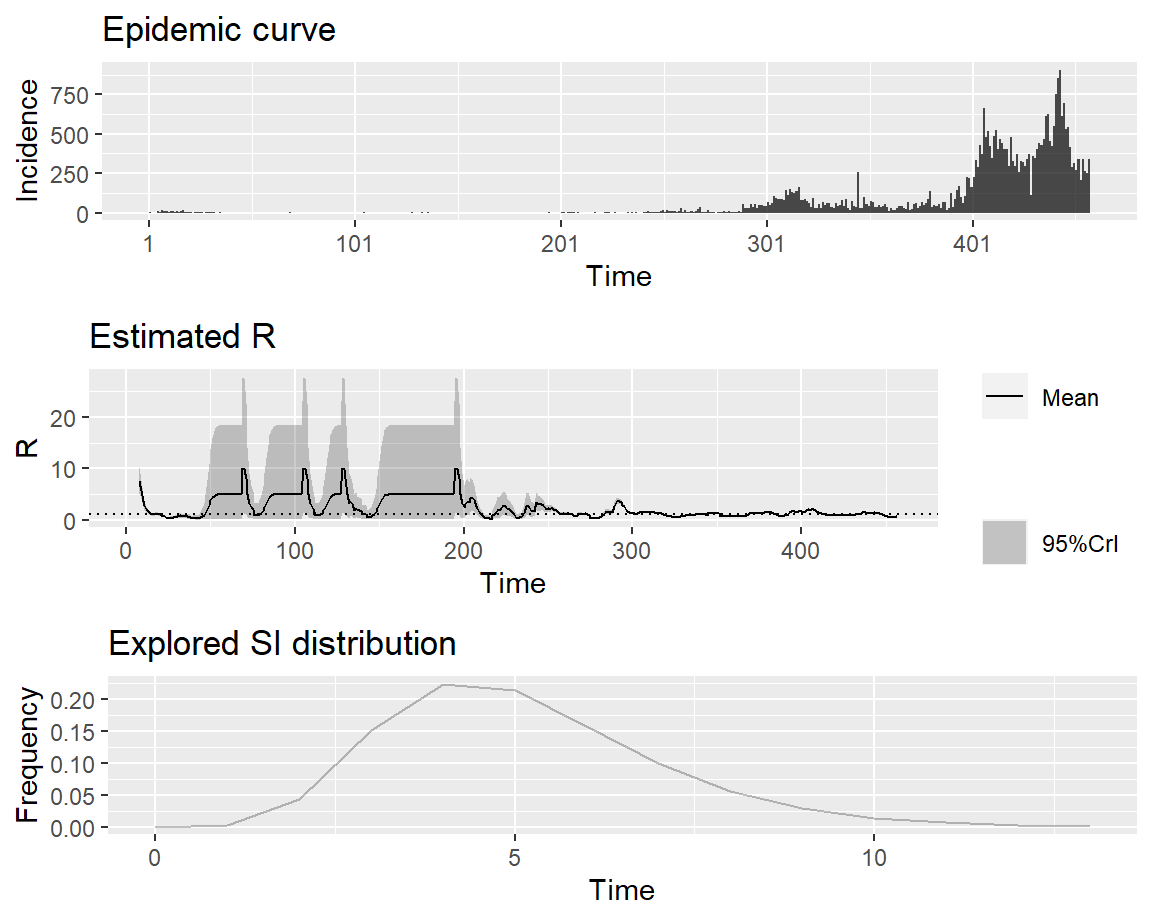 Epidemic curve
Incidence
750
500
250
0
1
101
201
301
401
Time
Estimated R
R
20
10
0
0
100
200
300
400
Time
Mean
95%CrI
Explored SI distribution
Frequency
0.20
0.15
0.10
0.05
0.00
0
5
10
Time